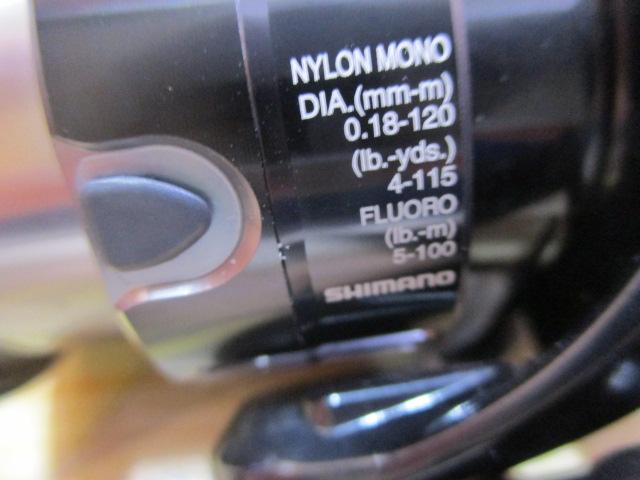 NYLON MONO
DIA.(mm-m)
0.18-120
(lb.-yds.)
4-115
FLUORO
(lb.-m)
5-100
SHIMANO